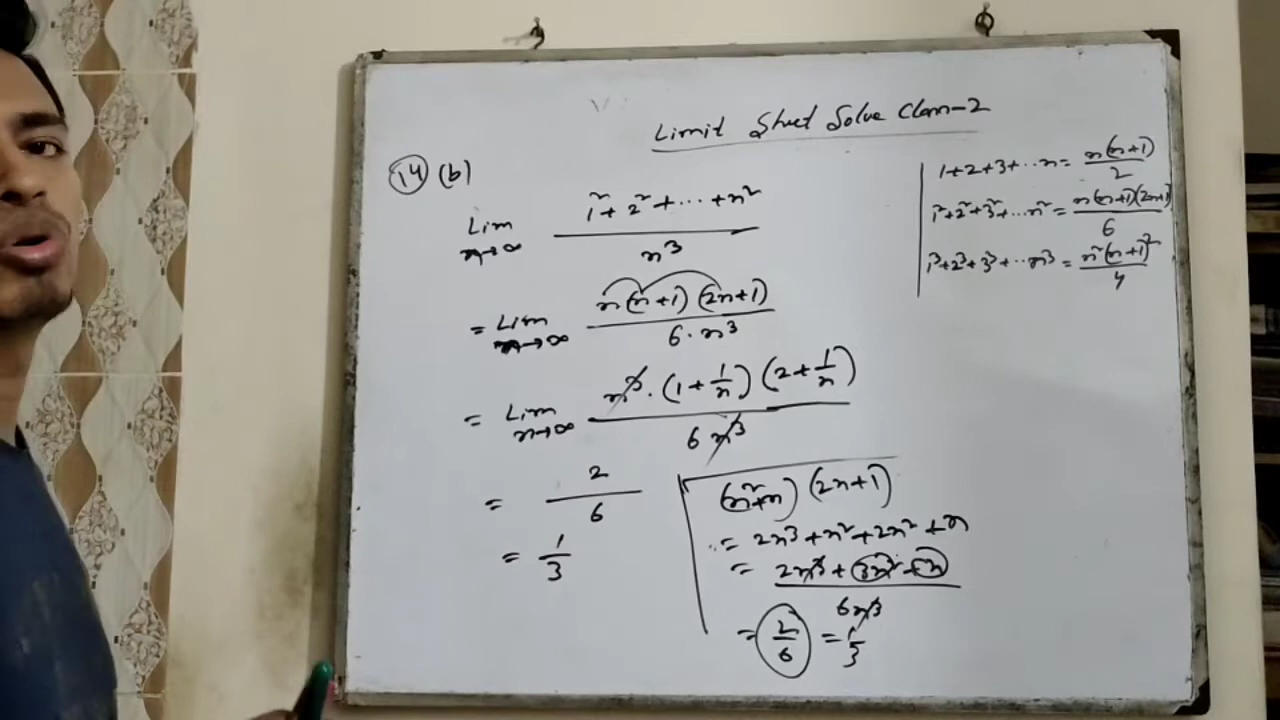 Limit Sheet Solve Class-2
14 (b)
Lim n→∞ (1² + 2² + ... + n²) / n³
= Lim n→∞ n(n+1)(2n+1) / 6·n³
= Lim n→∞ n³·(1+1/n)(2+1/n) / 6n³
= 2/6
= 1/3
1+2+3+...n = n(n+1)/2
1²+2²+3²+...n² = n(n+1)(2n+1)/6
1³+2³+3³+...n³ = n²(n+1)²/4
(n²+n)(2n+1)
= 2n³+n²+2n²+n
= (2n³+3n²+n) / 6n³
= 2/6 = 1/3